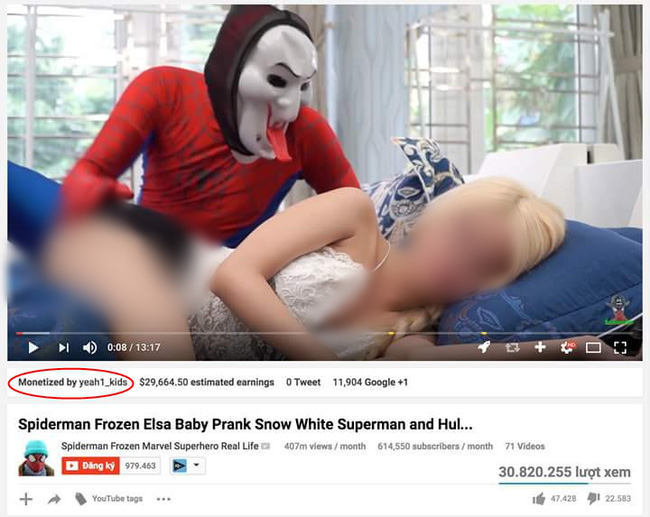 0:08 / 13:17
HD
Monetized by yeah1_kids $29,664.50 estimated earnings 0 Tweet 11,904 Google +1
Spiderman Frozen Elsa Baby Prank Snow White Superman and Hul...
Spiderman Frozen Marvel Superhero Real Life 407m views / month 614,550 subscribers / month 71 Videos
Đăng ký 979.463
30.820.255 lượt xem
YouTube tags ••• 47.428 22.583